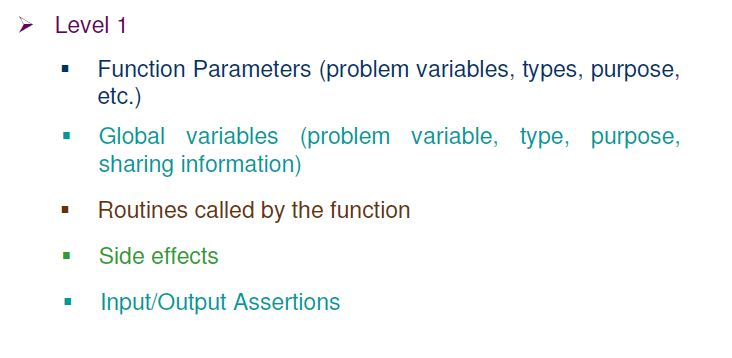 ➢ Level 1
▪ Function Parameters (problem variables, types, purpose,
etc.)
▪ Global variables (problem variable, type, purpose,
sharing information)
▪ Routines called by the function
▪ Side effects
▪ Input/Output Assertions